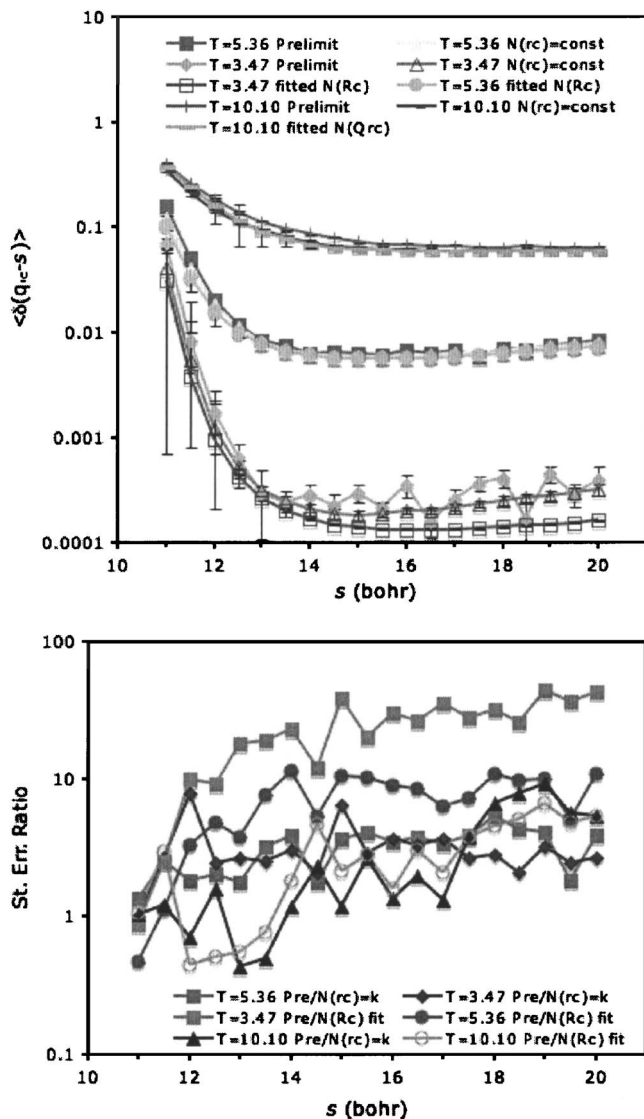 T=5.36 Prelimit T=5.36 N(rc)=const
T=3.47 Prelimit T=3.47 N(rc)=const
T=3.47 fitted N(Rc) T=5.36 fitted N(Rc)
T=10.10 Prelimit T=10.10 N(rc)=const
T=10.10 fitted N(Qrc)
10
1
0.1
0.01
0.001
0.0001
<δ(qrc-s)>
10 12 14 16 18 20
s (bohr)
100
10
1
0.1
St. Err. Ratio
T=5.36 Pre/N(rc)=k T=3.47 Pre/N(rc)=k
T=3.47 Pre/N(Rc) fit T=5.36 Pre/N(Rc) fit
T=10.10 Pre/N(rc)=k T=10.10 Pre/N(Rc) fit
10 12 14 16 18 20
s (bohr)